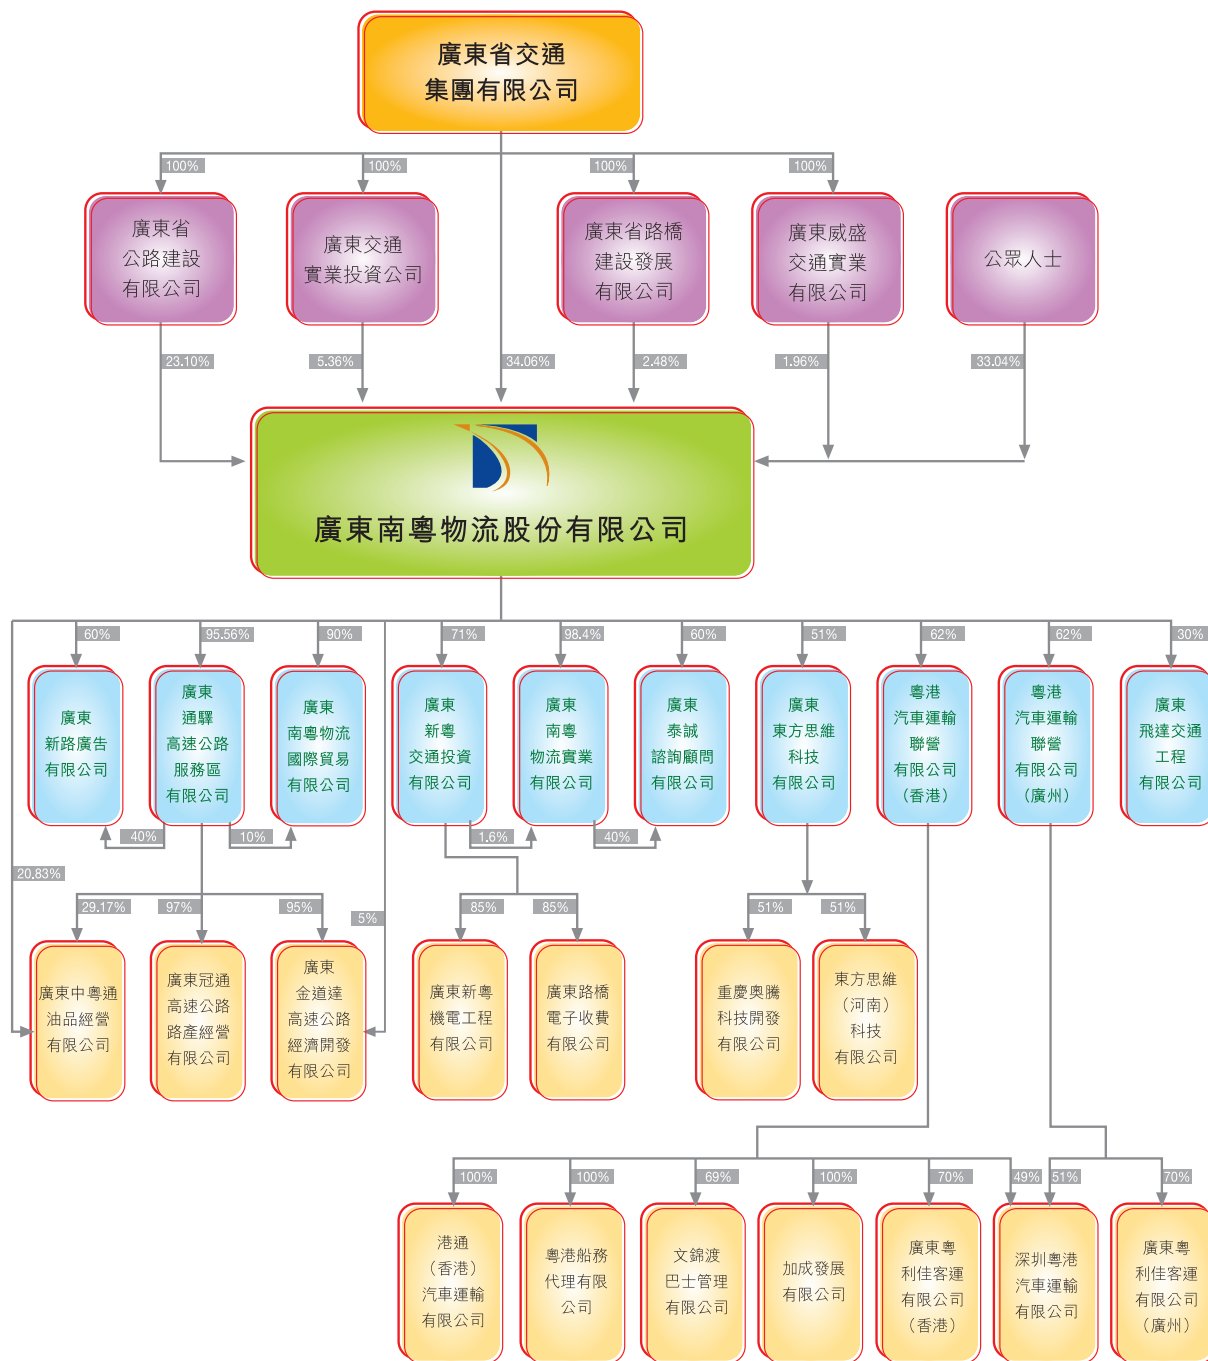 廣東省交通
集團有限公司
100%
100%
100%
100%
廣東省
公路建設
有限公司
廣東交通
實業投資公司
廣東省路橋
建設發展
有限公司
廣東威盛
交通實業
有限公司
公眾人士
23.10%
5.36%
34.06%
2.48%
1.96%
33.04%
廣東南粵物流股份有限公司
60%
95.56%
90%
71%
98.4%
60%
51%
62%
62%
30%
廣東
新路廣告
有限公司
廣東
通驛
高速公路
服務區
有限公司
廣東
南粵物流
國際貿易
有限公司
廣東
新粵
交通投資
有限公司
廣東
南粵
物流實業
有限公司
廣東
泰誠
諮詢顧問
有限公司
廣東
東方思維
科技
有限公司
粵港
汽車運輸
聯營
有限公司
（香港）
粵港
汽車運輸
聯營
有限公司
（廣州）
廣東
飛達交通
工程
有限公司
40%
10%
1.6%
40%
20.83%
29.17%
97%
95%
5%
85%
85%
51%
51%
廣東中粵通
油品經營
有限公司
廣東冠通
高速公路
路產經營
有限公司
廣東
金道達
高速公路
經濟開發
有限公司
廣東新粵
機電工程
有限公司
廣東路橋
電子收費
有限公司
重慶奧騰
科技開發
有限公司
東方思維
（河南）
科技
有限公司
100%
100%
69%
100%
70%
49%
51%
70%
港通
（香港）
汽車運輸
有限公司
粵港船務
代理有限
公司
文錦渡
巴士管理
有限公司
加成發展
有限公司
廣東粵
利佳客運
有限公司
（香港）
深圳粵港
汽車運輸
有限公司
廣東粵
利佳客運
有限公司
（廣州）